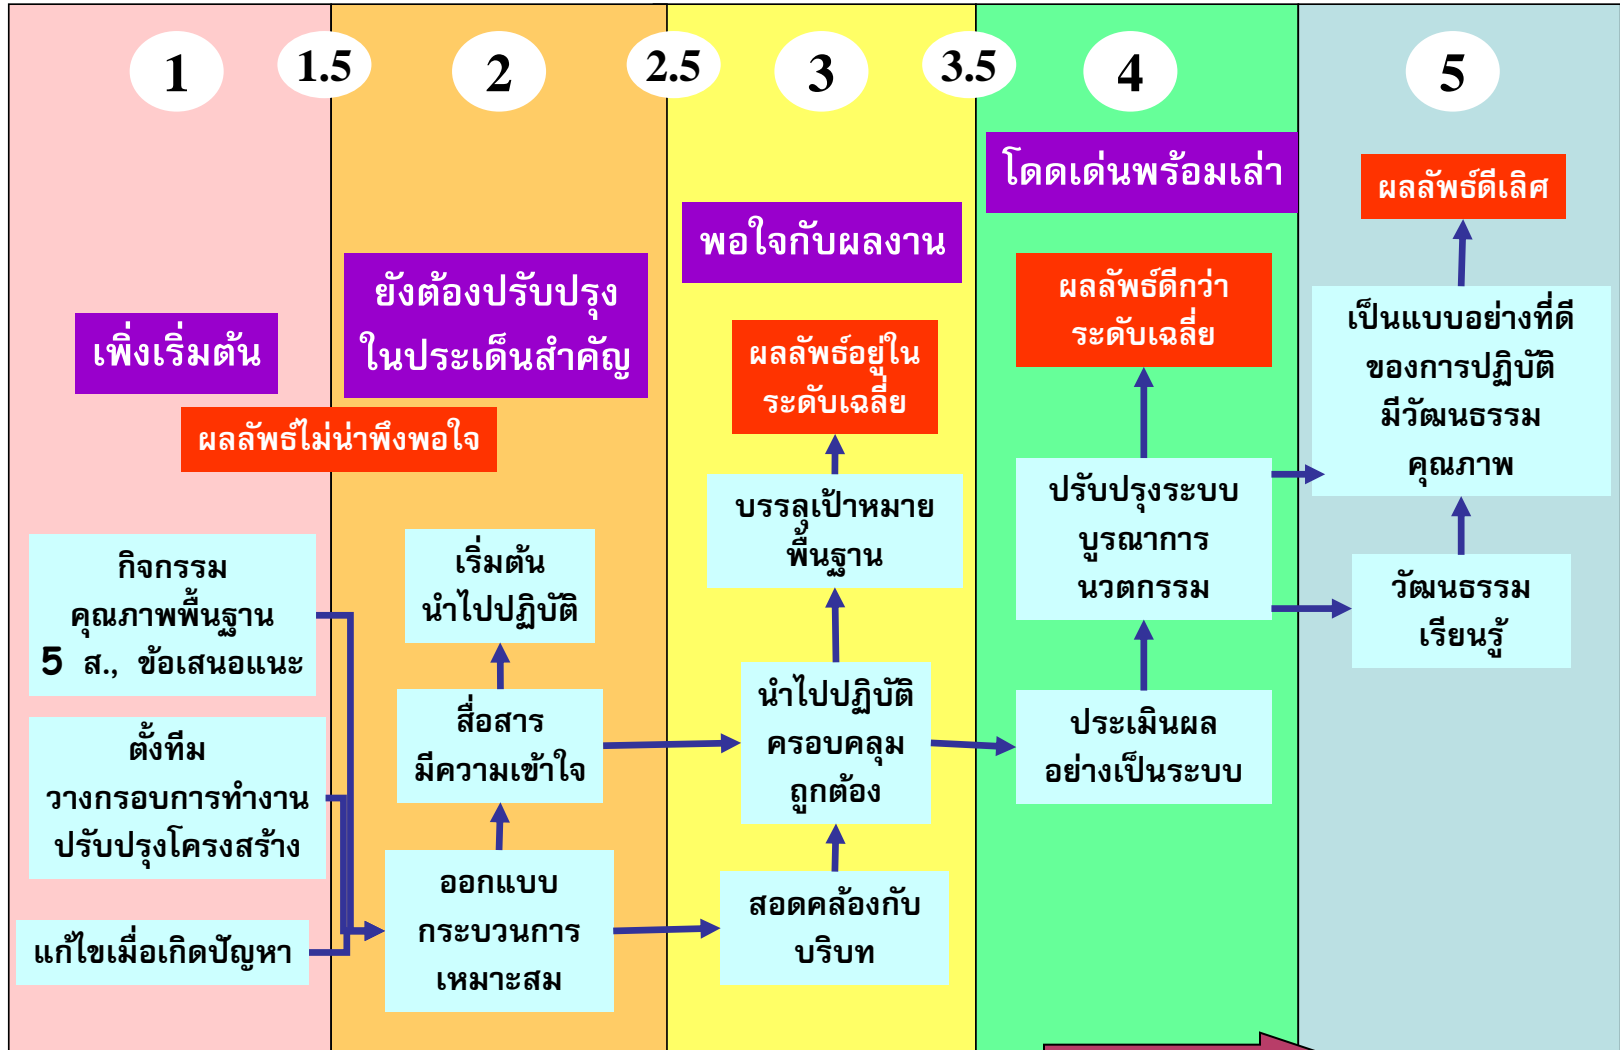 1
1.5
2
2.5
3
3.5
4
5
เพิ่งเริ่มต้น
ยังต้องปรับปรุง
ในประเด็นสำคัญ
ผลลัพธ์ไม่น่าพึงพอใจ
พอใจกับผลงาน
โดดเด่นพร้อมเล่า
ผลลัพธ์ดีเลิศ
ผลลัพธ์อยู่ใน
ระดับเฉลี่ย
ผลลัพธ์ดีกว่า
ระดับเฉลี่ย
เป็นแบบอย่างที่ดี
ของการปฏิบัติ
มีวัฒนธรรม
คุณภาพ
กิจกรรม
คุณภาพพื้นฐาน
5 ส., ข้อเสนอแนะ
เริ่มต้น
นำไปปฏิบัติ
บรรลุเป้าหมาย
พื้นฐาน
ปรับปรุงระบบ
บูรณาการ
นวตกรรม
วัฒนธรรม
เรียนรู้
ตั้งทีม
วางกรอบการทำงาน
ปรับปรุงโครงสร้าง
สื่อสาร
มีความเข้าใจ
นำไปปฏิบัติ
ครอบคลุม
ถูกต้อง
ประเมินผล
อย่างเป็นระบบ
แก้ไขเมื่อเกิดปัญหา
ออกแบบ
กระบวนการ
เหมาะสม
สอดคล้องกับ
บริบท